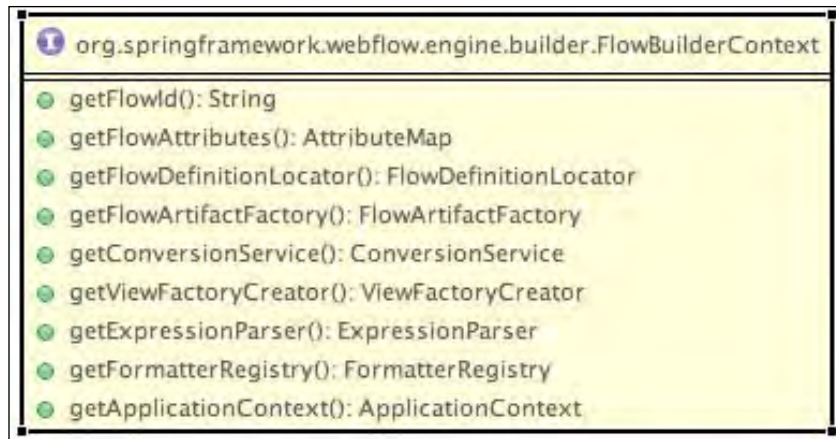 I org.springframework.webflow.engine.builder.FlowBuilderContext
getFlowId(): String
getFlowAttributes(): AttributeMap
getFlowDefinitionLocator(): FlowDefinitionLocator
getFlowArtifactFactory(): FlowArtifactFactory
getConversionService(): ConversionService
getViewFactoryCreator(): ViewFactoryCreator
getExpressionParser(): ExpressionParser
getFormatterRegistry(): FormatterRegistry
getApplicationContext(): ApplicationContext